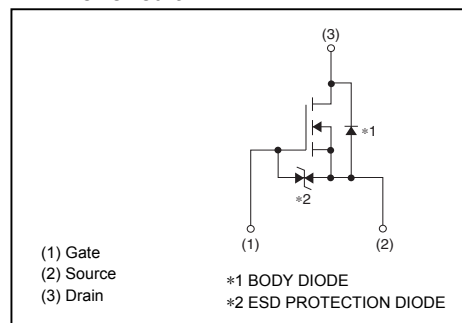 (3)
*1
*2
(1)
(2)
(1) Gate
(2) Source
(3) Drain
*1 BODY DIODE
*2 ESD PROTECTION DIODE